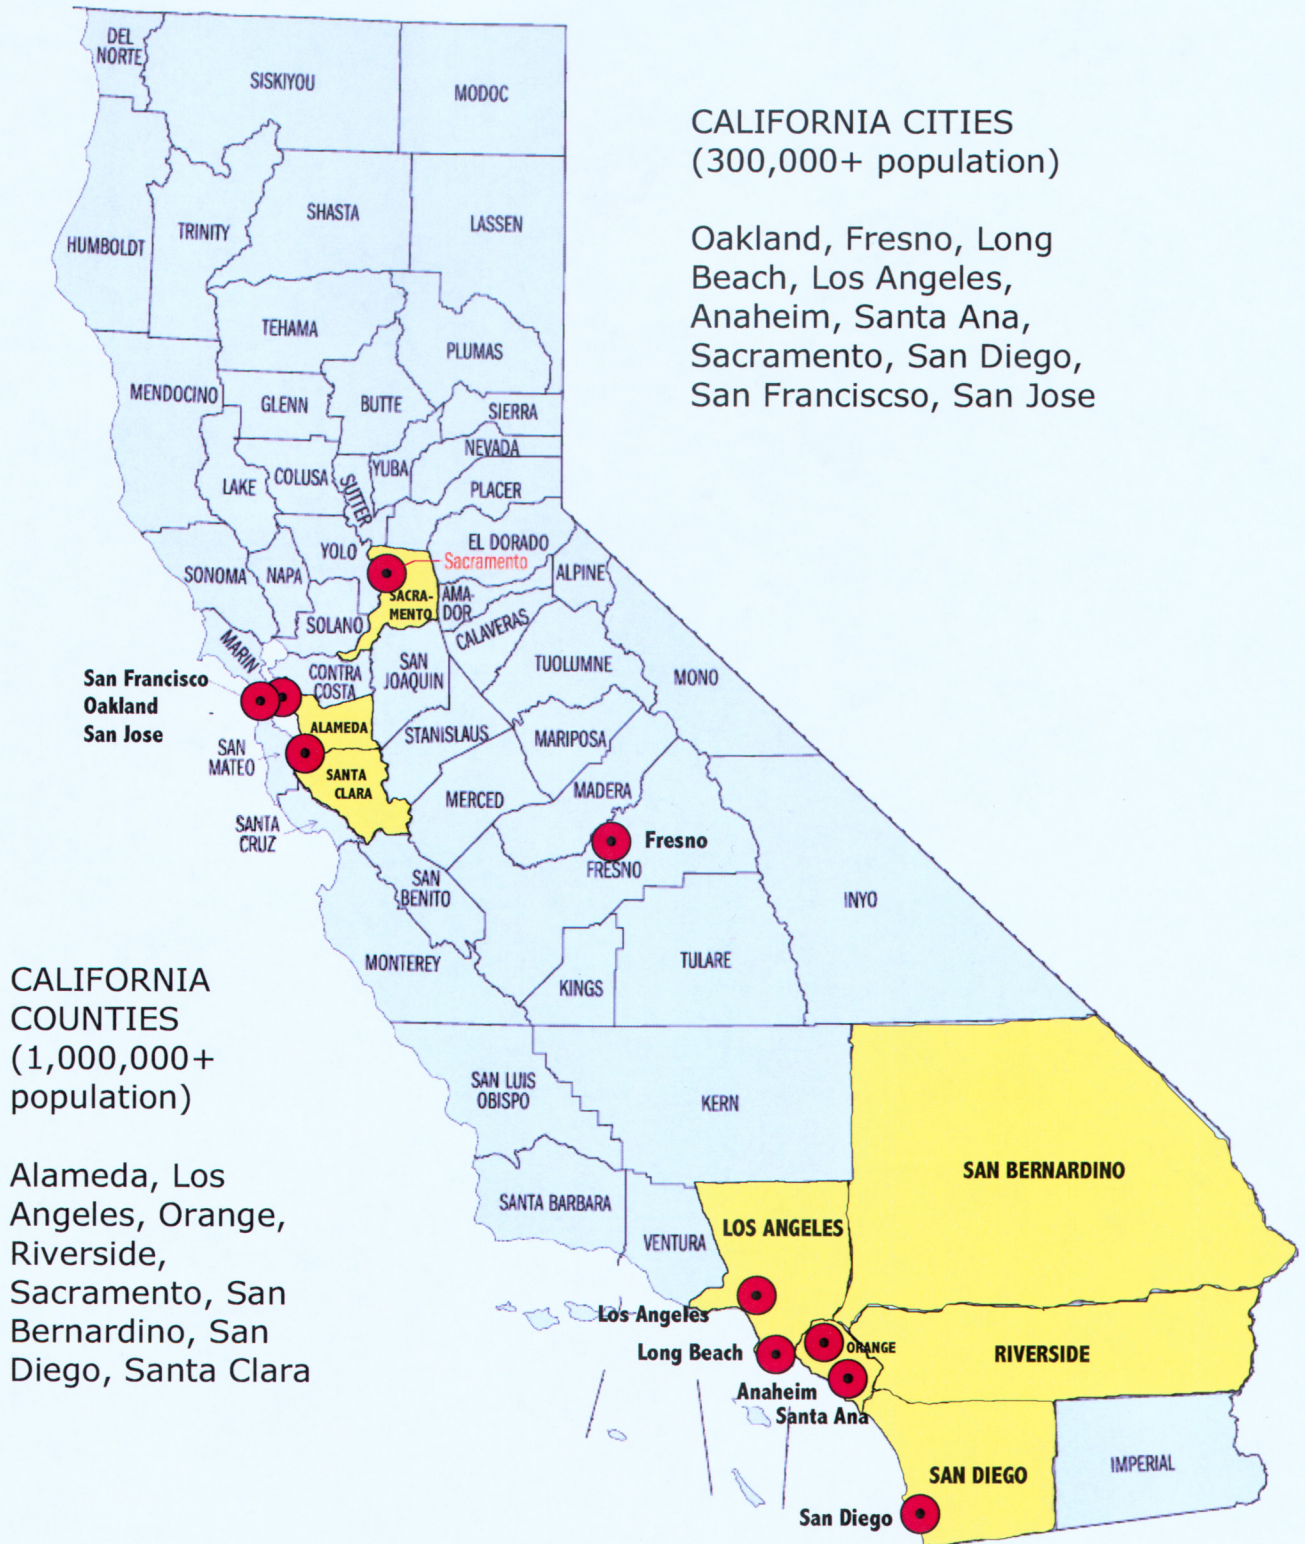 DEL
NORTE
SISKIYOU
MODOC
CALIFORNIA CITIES
(300,000+ population)
Oakland, Fresno, Long
Beach, Los Angeles,
Anaheim, Santa Ana,
Sacramento, San Diego,
San Franciscso, San Jose
HUMBOLDT
TRINITY
SHASTA
LASSEN
TEHAMA
PLUMAS
MENDOCINO
GLENN
BUTTE
SIERRA
NEVADA
LAKE
COLUSA
SUTTER
YUBA
PLACER
YOLO
EL DORADO
Sacramento
SONOMA
NAPA
SACRA-
MENTO
AMA-
DOR
ALPINE
SOLANO
CALAVERAS
MARIN
CONTRA
COSTA
SAN
JOAQUIN
TUOLUMNE
MONO
San Francisco
Oakland
San Jose
ALAMEDA
STANISLAUS
MARIPOSA
SAN
MATEO
SANTA
CLARA
MERCED
MADERA
SANTA
CRUZ
Fresno
FRESNO
SAN
BENITO
INYO
MONTEREY
KINGS
TULARE
CALIFORNIA
COUNTIES
(1,000,000+
population)
Alameda, Los
Angeles, Orange,
Riverside,
Sacramento, San
Bernardino, San
Diego, Santa Clara
SAN LUIS
OBISPO
KERN
SAN BERNARDINO
SANTA BARBARA
VENTURA
LOS ANGELES
Los Angeles
Long Beach
ORANGE
RIVERSIDE
Anaheim
Santa Ana
SAN DIEGO
IMPERIAL
San Diego